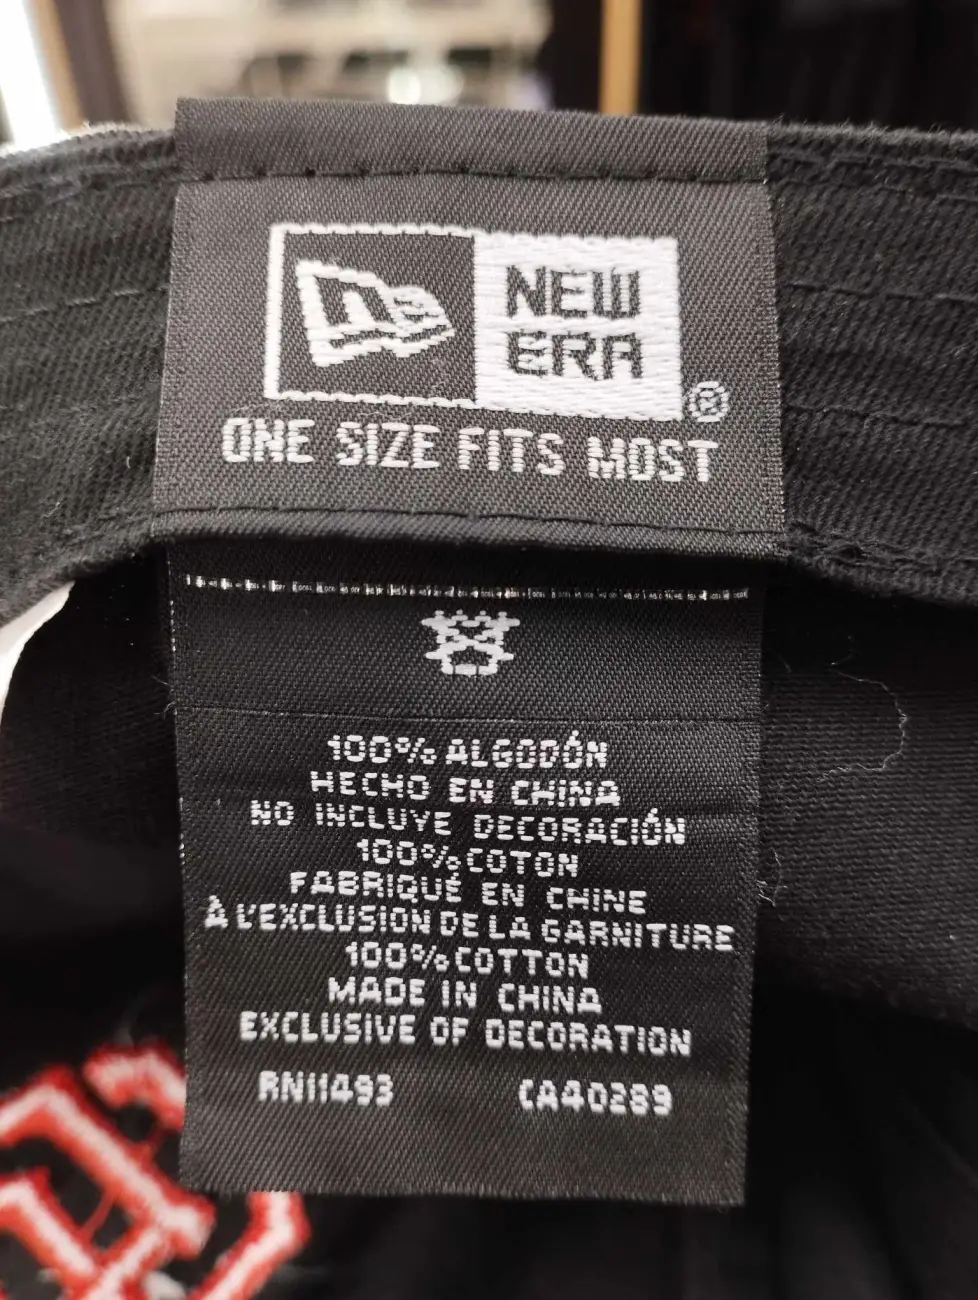 NEW
ERA
®
ONE SIZE FITS MOST
100% ALGODÓN
HECHO EN CHINA
NO INCLUYE DECORACIÓN
100% COTON
FABRIQUÉ EN CHINE
À L'EXCLUSION DE LA GARNITURE
100% COTTON
MADE IN CHINA
EXCLUSIVE OF DECORATION
RN11493 CA40289